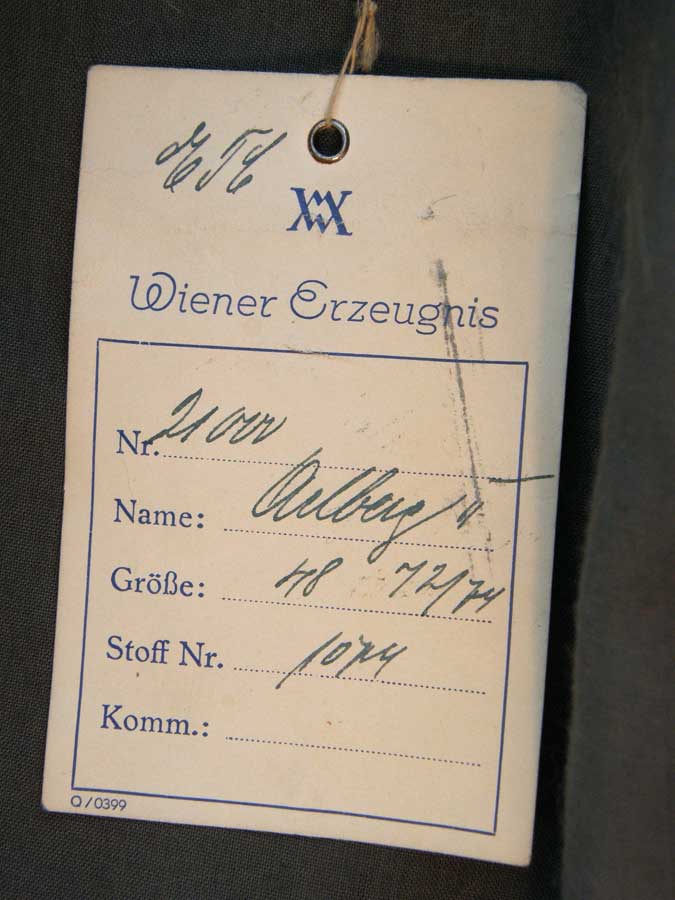 Wiener Erzeugnis
Nr. 21000
Name: Arlberg
Größe: 48 72/74
Stoff Nr. 1074
Komm.:
Q/0399